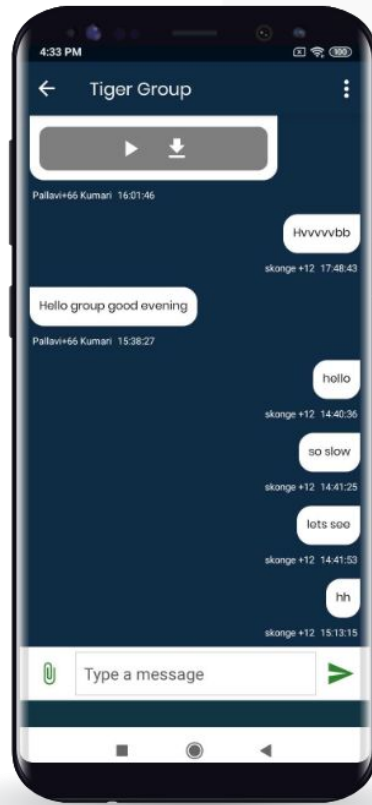 4:33 PM
100
Tiger Group
Pallavi+66 Kumari 16:01:46
Hvvvvvbb
skonge +12 17:48:43
Hello group good evening
Pallavi+66 Kumari 15:38:27
hello
skonge +12 14:40:36
so slow
skonge +12 14:41:25
lets see
skonge +12 14:41:53
hh
skonge +12 15:13:15
Type a message